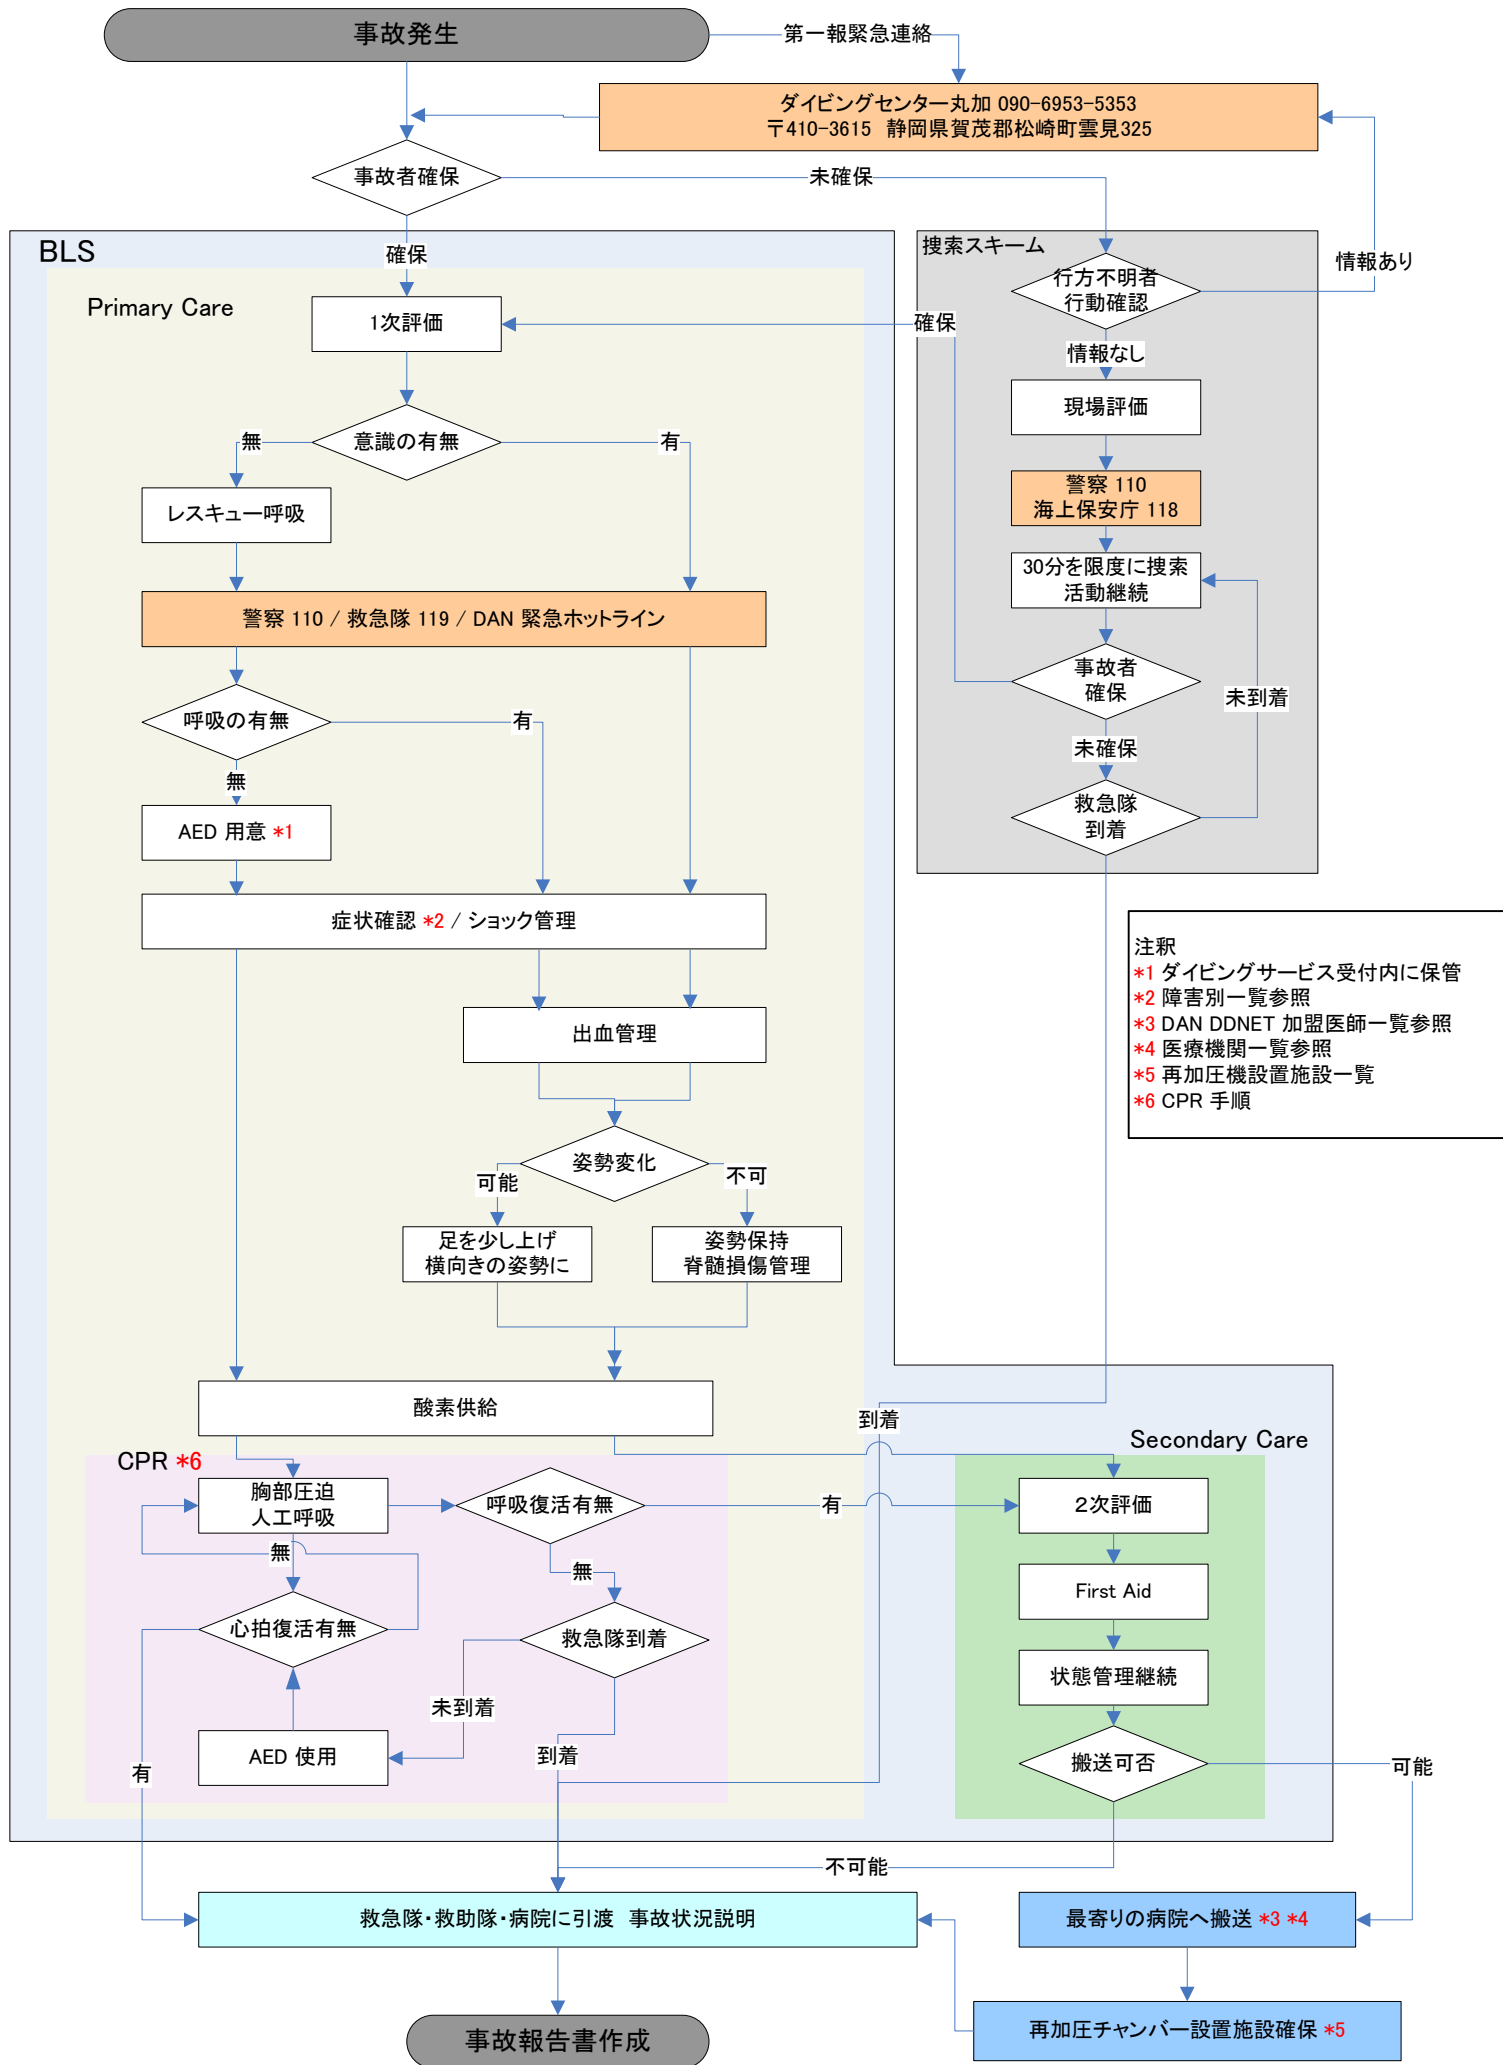 事故発生
第一報緊急連絡
ダイビングセンター丸加 090-6953-5353
〒410-3615 静岡県賀茂郡松崎町雲見325
事故者確保
未確保
BLS
確保
捜索スキーム
行方不明者
行動確認
情報あり
Primary Care
1次評価
確保
情報なし
現場評価
意識の有無
無
有
警察 110
海上保安庁 118
レスキュー呼吸
30分を限度に捜索
活動継続
警察 110 / 救急隊 119 / DAN 緊急ホットライン
事故者
確保
未到着
呼吸の有無
有
未確保
無
救急隊
到着
AED 用意 *1
症状確認 *2 / ショック管理
注釈
*1 ダイビングサービス受付内に保管
*2 障害別一覧参照
*3 DAN DDNET 加盟医師一覧参照
*4 医療機関一覧参照
*5 再加圧機設置施設一覧
*6 CPR 手順
出血管理
姿勢変化
可能
不可
足を少し上げ
横向きの姿勢に
姿勢保持
脊髄損傷管理
酸素供給
到着
Secondary Care
CPR *6
胸部圧迫
人工呼吸
呼吸復活有無
有
2次評価
無
無
First Aid
心拍復活有無
救急隊到着
状態管理継続
未到着
AED 使用
到着
有
搬送可否
可能
不可能
救急隊・救助隊・病院に引渡 事故状況説明
最寄りの病院へ搬送 *3 *4
事故報告書作成
再加圧チャンバー設置施設確保 *5